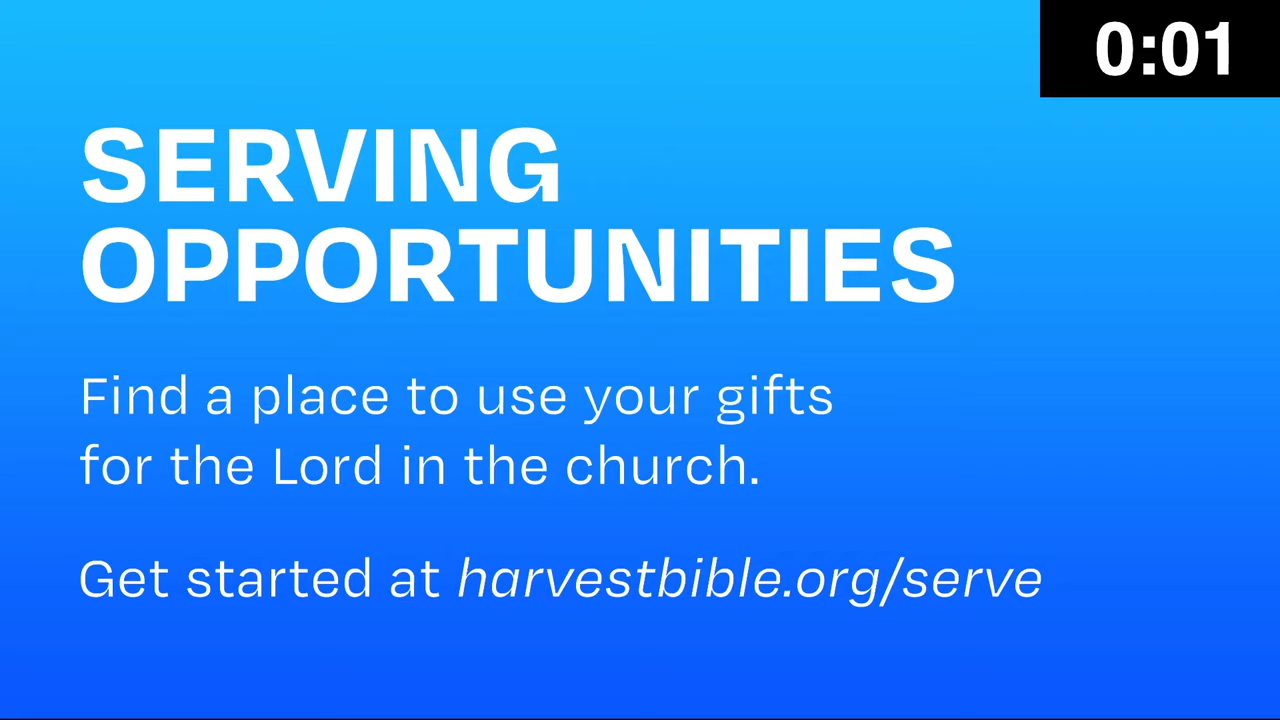 0:01
SERVING
OPPORTUNITIES
Find a place to use your gifts
for the Lord in the church.
Get started at harvestbible.org/serve